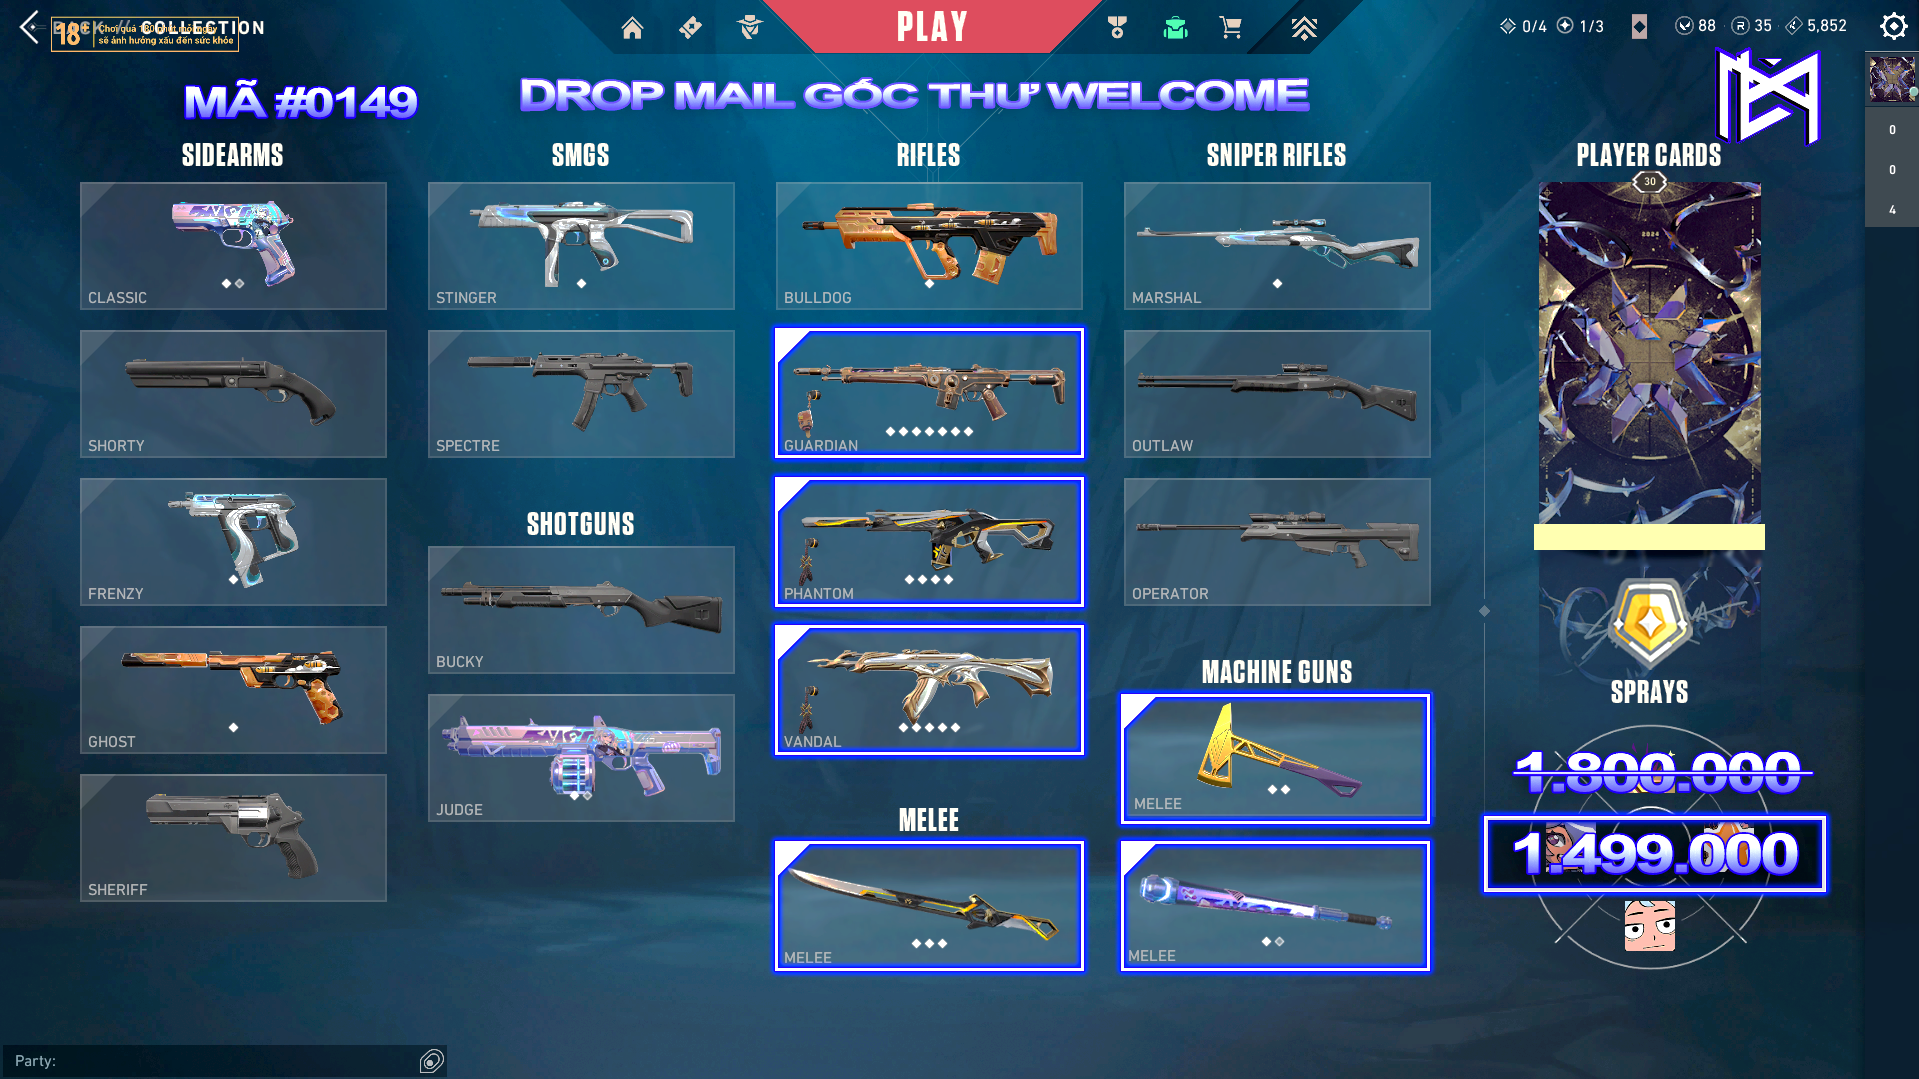 BACK // COLLECTION
18+ Chơi quá 180 phút một ngày
sẽ ảnh hưởng xấu đến sức khỏe
PLAY
0/4 1/3 88 35 5,852
MÃ #0149
DROP MAIL GÓC THƯ WELCOME
0
0
4
SIDEARMS
CLASSIC
SHORTY
FRENZY
GHOST
SHERIFF
SMGS
STINGER
SPECTRE
SHOTGUNS
BUCKY
JUDGE
RIFLES
BULLDOG
GUARDIAN
PHANTOM
VANDAL
MELEE
MELEE
SNIPER RIFLES
MARSHAL
OUTLAW
OPERATOR
MACHINE GUNS
MELEE
MELEE
PLAYER CARDS
30
2024
SPRAYS
1.800.000
1.499.000
Party: